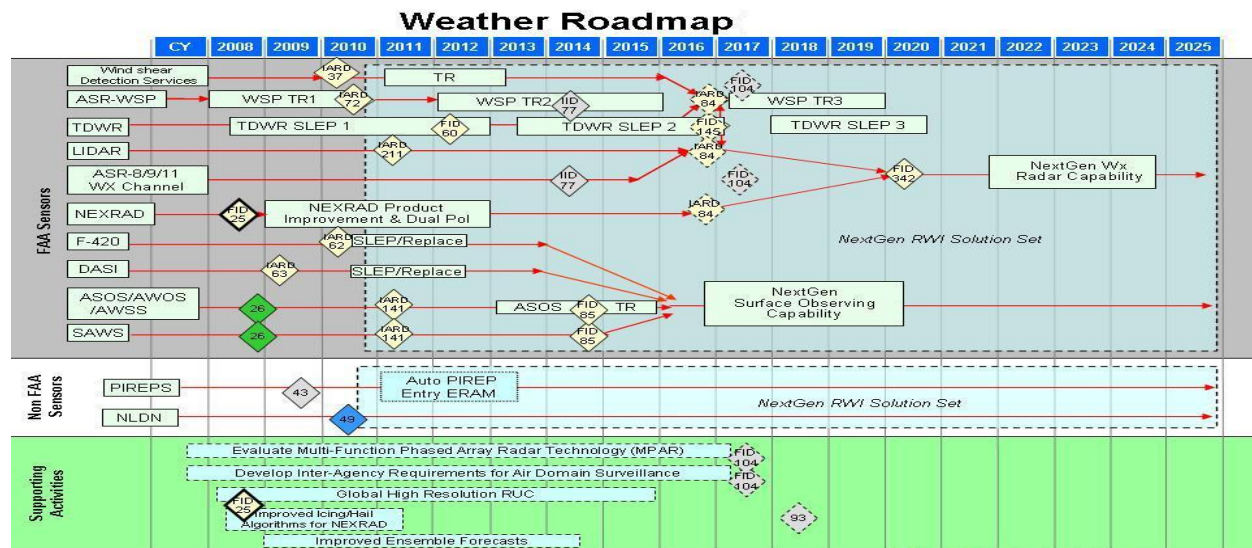 Weather Roadmap
CY 2008 2009 2010 2011 2012 2013 2014 2015 2016 2017 2018 2019 2020 2021 2022 2023 2024 2025
FAA Sensors
Wind shear
Detection Services
IARD
37
TR
FID
104
ASR-WSP
WSP TR1
IARD
72
WSP TR2
IID
77
IARD
84
WSP TR3
TDWR
TDWR SLEP 1
FID
60
TDWR SLEP 2
FID
145
TDWR SLEP 3
LIDAR
IARD
211
IARD
84
ASR-8/9/11
WX Channel
IID
77
FID
104
FID
342
NextGen Wx
Radar Capability
NEXRAD
FID
25
NEXRAD Product
Improvement & Dual Pol
IARD
84
F-420
IARD
62
SLEP/Replace
NextGen RWI Solution Set
DASI
IARD
63
SLEP/Replace
ASOS/AWOS
/AWSS
26
IARD
141
ASOS
FID
85
TR
NextGen
Surface Observing
Capability
SAWS
26
IARD
141
FID
85
Non FAA
Sensors
PIREPS
43
Auto PIREP
Entry ERAM
NextGen RWI Solution Set
NLDN
49
Supporting
Activities
Evaluate Multi-Function Phased Array Radar Technology (MPAR)
FID
104
Develop Inter-Agency Requirements for Air Domain Surveillance
FID
104
Global High Resolution RUC
FID
25
Improved Icing/Hail
Algorithms for NEXRAD
93
Improved Ensemble Forecasts